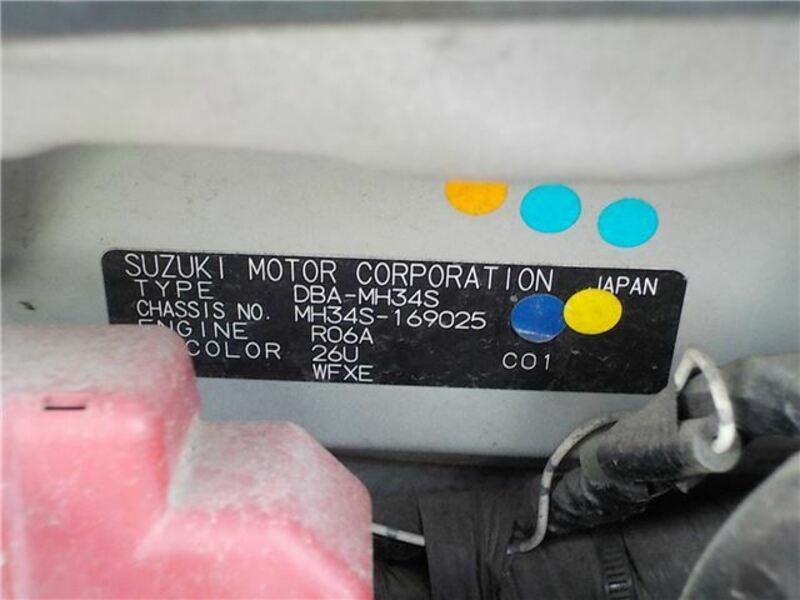 SUZUKI MOTOR CORPORATION JAPAN
TYPE DBA-MH34S
CHASSIS NO. MH34S-169025
ENGINE R06A
COLOR 26U C01
WFXE